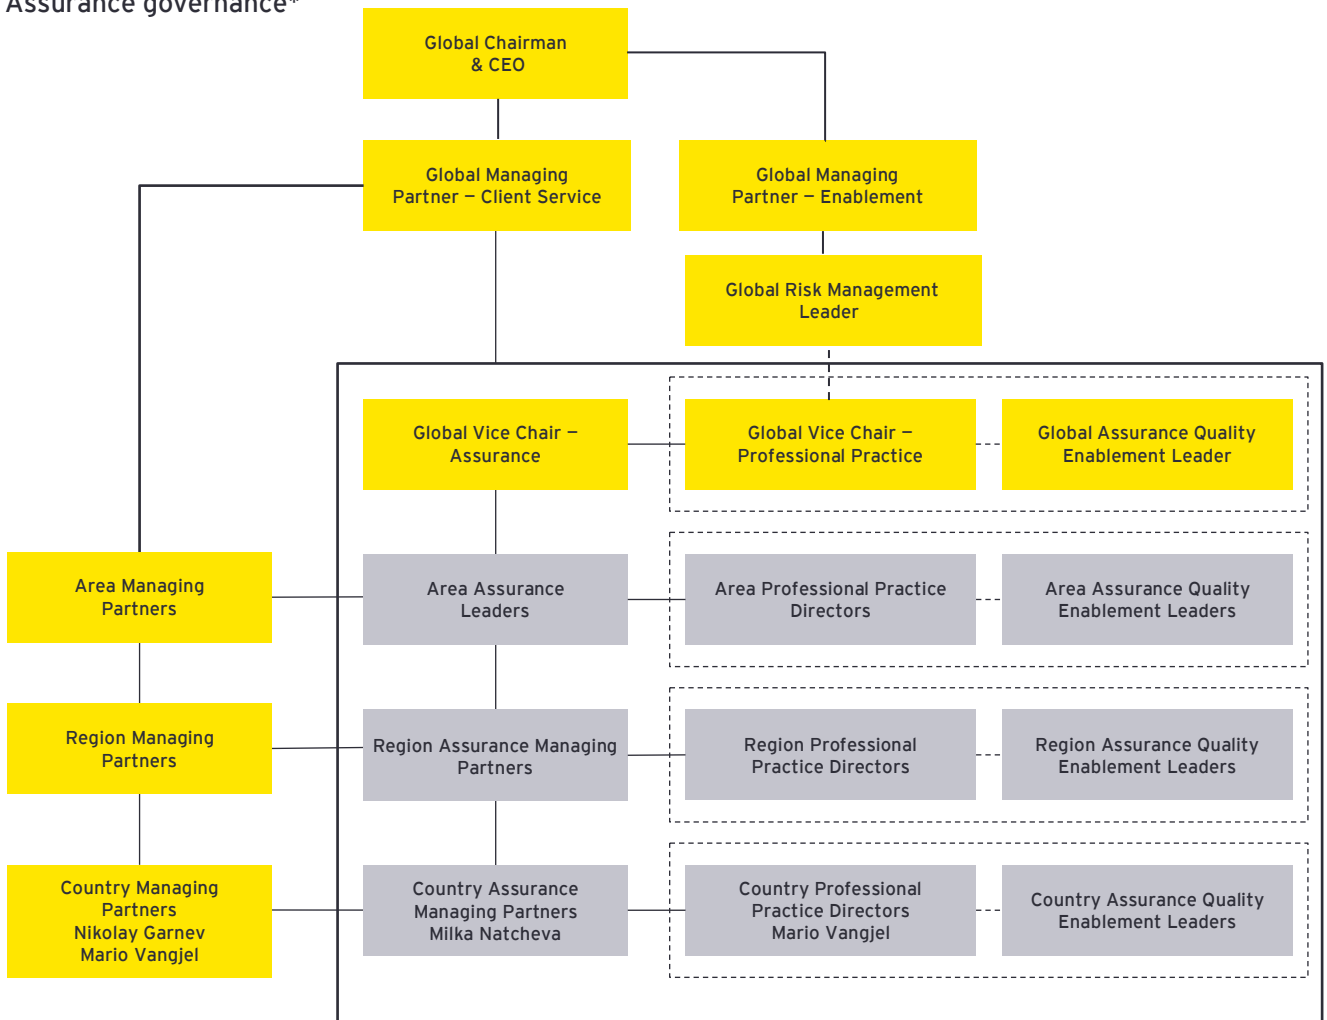 Assurance governance*
Global Chairman
& CEO
Global Managing
Partner – Client Service
Global Managing
Partner – Enablement
Global Risk Management
Leader
Global Vice Chair –
Assurance
Global Vice Chair –
Professional Practice
Global Assurance Quality
Enablement Leader
Area Managing
Partners
Area Assurance
Leaders
Area Professional Practice
Directors
Area Assurance Quality
Enablement Leaders
Region Managing
Partners
Region Assurance Managing
Partners
Region Professional
Practice Directors
Region Assurance Quality
Enablement Leaders
Country Managing
Partners
Nikolay Garnev
Mario Vangjel
Country Assurance
Managing Partners
Milka Natcheva
Country Professional
Practice Directors
Mario Vangjel
Country Assurance Quality
Enablement Leaders